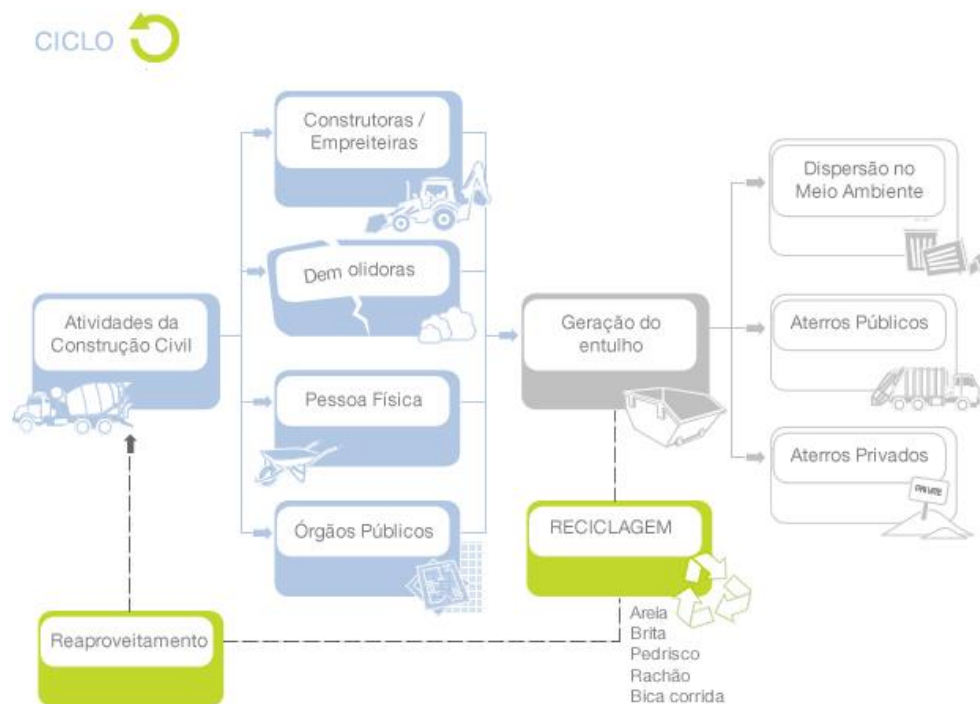 CICLO
Construtoras /
Empreiteiras
Dem olidoras
Atividades da
Construção Civil
Pessoa Física
Órgãos Públicos
Geração do
entulho
Dispersão no
Meio Ambiente
Aterros Públicos
Aterros Privados
PRIVATE
RECICLAGEM
Areia
Brita
Pedrisco
Rachão
Bica corrida
Reaproveitamento